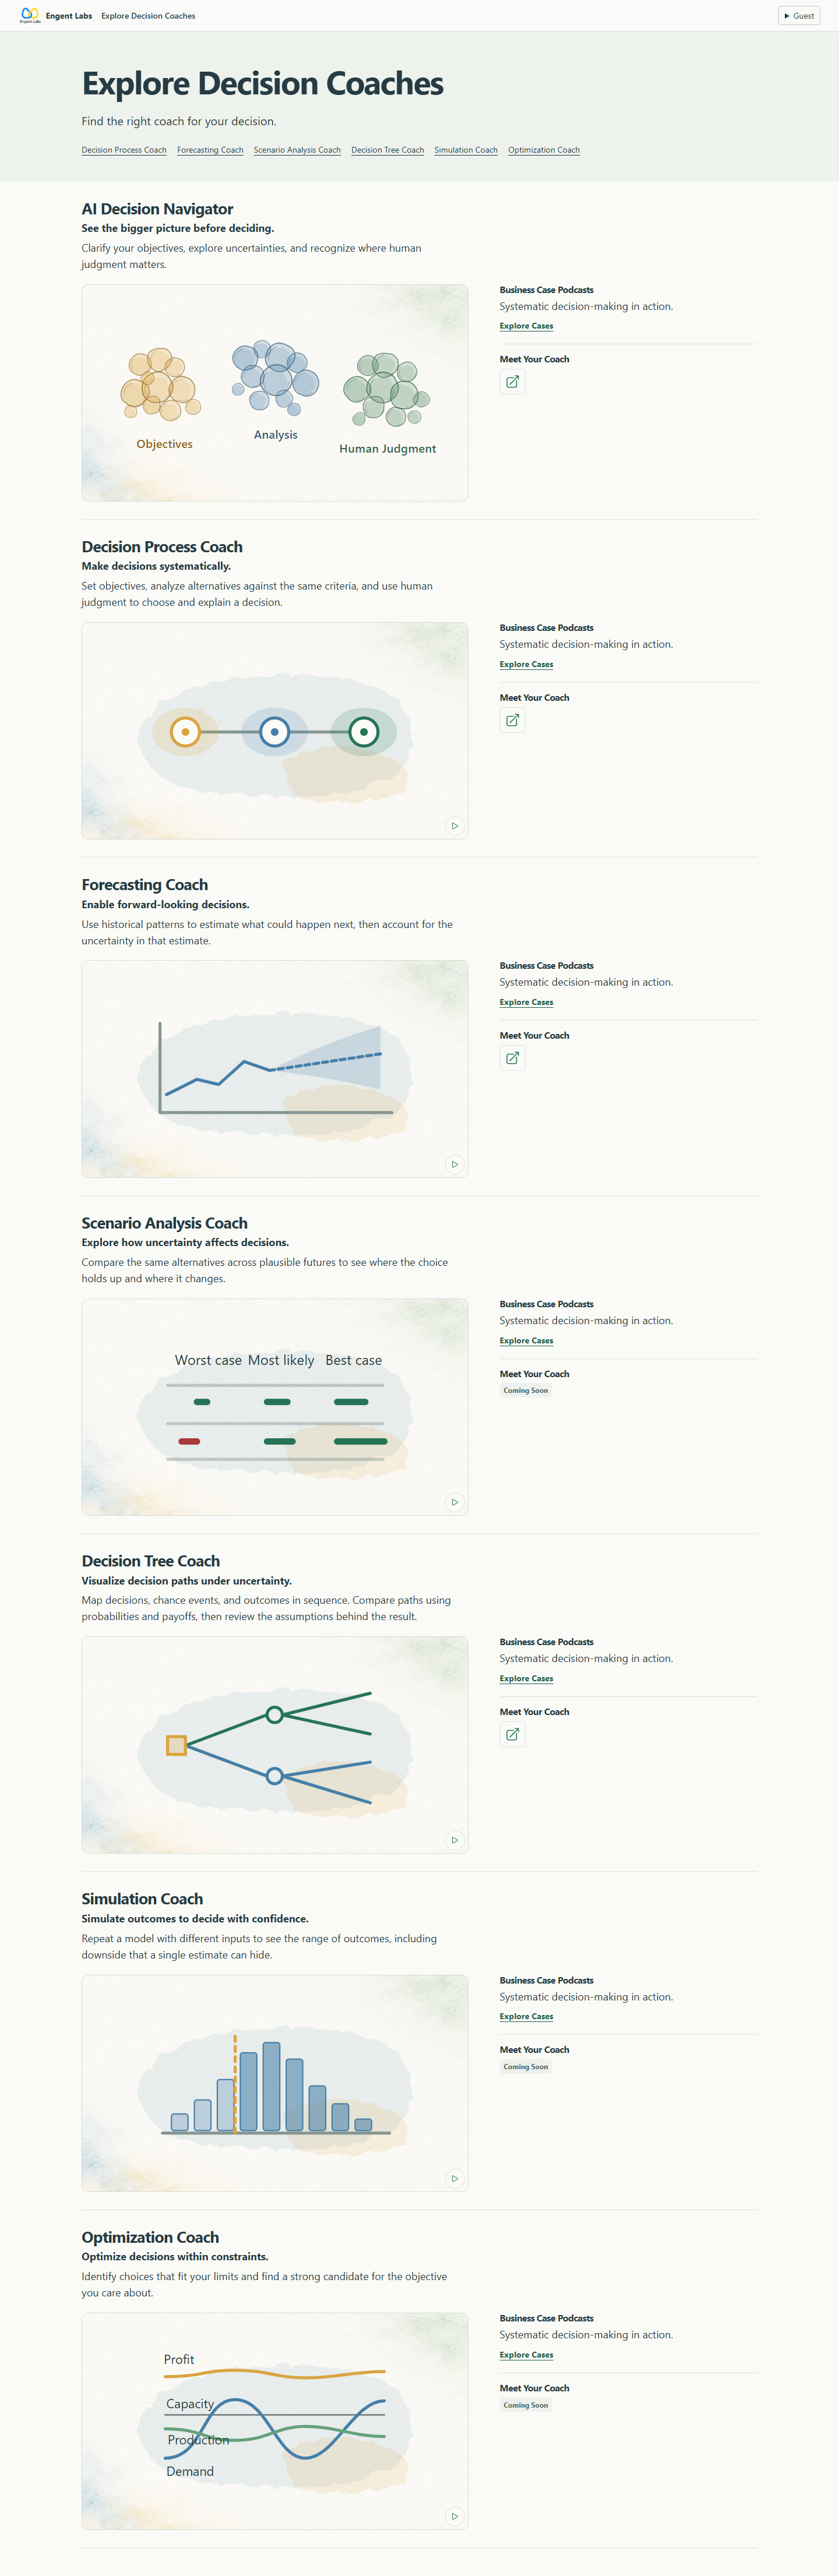 Engent Labs
Engent Labs Explore Decision Coaches
Guest
Explore Decision Coaches
Find the right coach for your decision.
Decision Process Coach Forecasting Coach Scenario Analysis Coach Decision Tree Coach Simulation Coach Optimization Coach
AI Decision Navigator
See the bigger picture before deciding.
Clarify your objectives, explore uncertainties, and recognize where human
judgment matters.
Objectives
Analysis
Human Judgment
Business Case Podcasts
Systematic decision-making in action.
Explore Cases
Meet Your Coach
Decision Process Coach
Make decisions systematically.
Set objectives, analyze alternatives against the same criteria, and use human
judgment to choose and explain a decision.
Business Case Podcasts
Systematic decision-making in action.
Explore Cases
Meet Your Coach
Forecasting Coach
Enable forward-looking decisions.
Use historical patterns to estimate what could happen next, then account for the
uncertainty in that estimate.
Business Case Podcasts
Systematic decision-making in action.
Explore Cases
Meet Your Coach
Scenario Analysis Coach
Explore how uncertainty affects decisions.
Compare the same alternatives across plausible futures to see where the choice
holds up and where it changes.
Worst case Most likely Best case
Business Case Podcasts
Systematic decision-making in action.
Explore Cases
Meet Your Coach
Coming Soon
Decision Tree Coach
Visualize decision paths under uncertainty.
Map decisions, chance events, and outcomes in sequence. Compare paths using
probabilities and payoffs, then review the assumptions behind the result.
Business Case Podcasts
Systematic decision-making in action.
Explore Cases
Meet Your Coach
Simulation Coach
Simulate outcomes to decide with confidence.
Repeat a model with different inputs to see the range of outcomes, including
downside that a single estimate can hide.
Business Case Podcasts
Systematic decision-making in action.
Explore Cases
Meet Your Coach
Coming Soon
Optimization Coach
Optimize decisions within constraints.
Identify choices that fit your limits and find a strong candidate for the objective
you care about.
Profit
Capacity
Production
Demand
Business Case Podcasts
Systematic decision-making in action.
Explore Cases
Meet Your Coach
Coming Soon